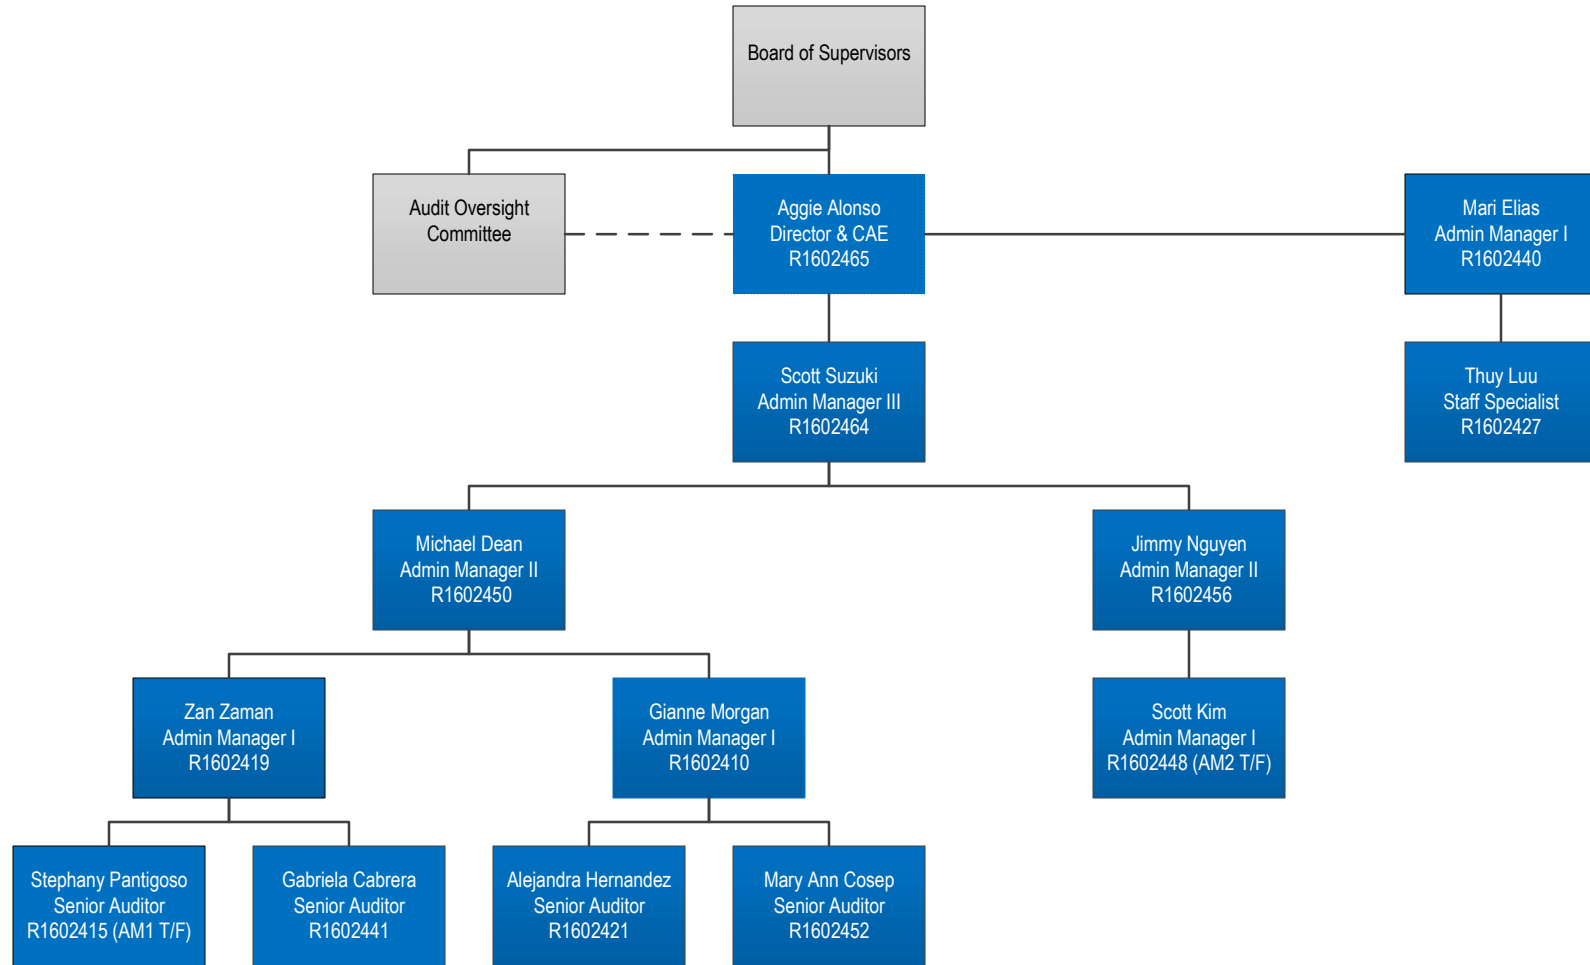 Board of Supervisors
Audit Oversight
Committee
Aggie Alonso
Director & CAE
R1602465
Mari Elias
Admin Manager I
R1602440
Scott Suzuki
Admin Manager III
R1602464
Thuy Luu
Staff Specialist
R1602427
Michael Dean
Admin Manager II
R1602450
Jimmy Nguyen
Admin Manager II
R1602456
Zan Zaman
Admin Manager I
R1602419
Gianne Morgan
Admin Manager I
R1602410
Scott Kim
Admin Manager I
R1602448 (AM2 T/F)
Stephany Pantigoso
Senior Auditor
R1602415 (AM1 T/F)
Gabriela Cabrera
Senior Auditor
R1602441
Alejandra Hernandez
Senior Auditor
R1602421
Mary Ann Cosep
Senior Auditor
R1602452